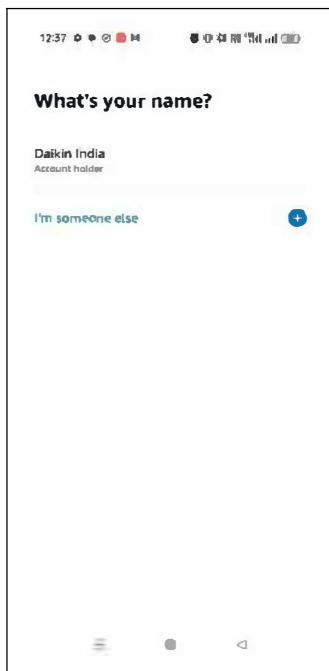 12:37
What's your name?
Daikin India
Account holder
I'm someone else